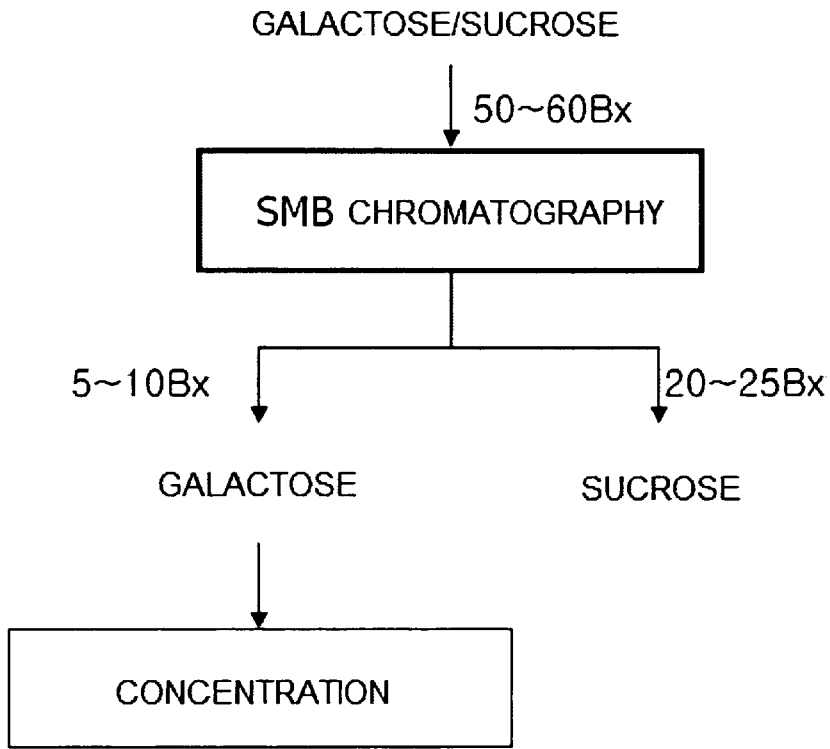 GALACTOSE/SUCROSE
50~60Bx
SMB CHROMATOGRAPHY
5~10Bx
20~25Bx
GALACTOSE
SUCROSE
CONCENTRATION